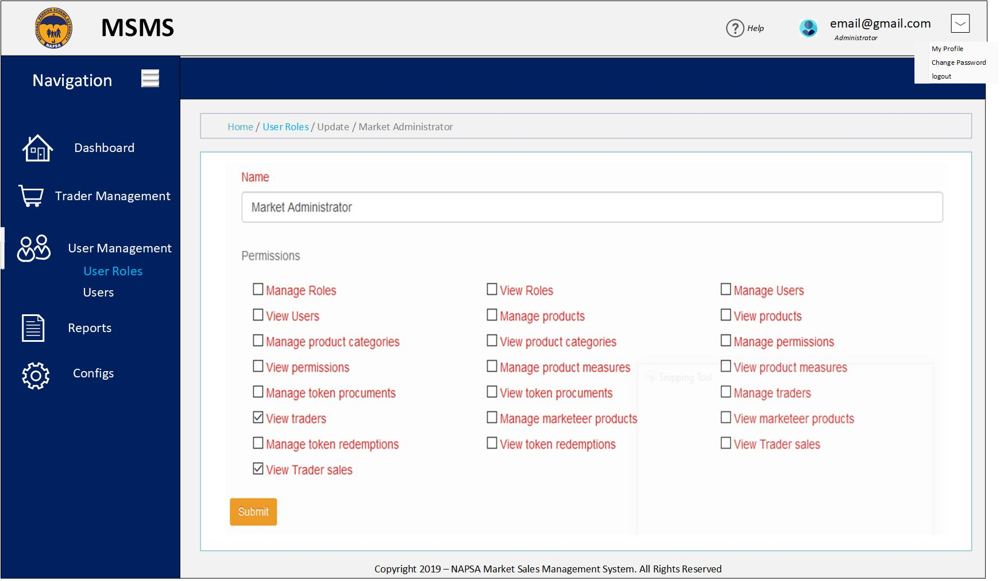 NATIONAL PENSION SCHEME AUTHORITY
NAPSA
MSMS
Help
email@gmail.com
Administrator
My Profile
Change Password
logout
Navigation
Dashboard
Trader Management
User Management
User Roles
Users
Reports
Configs
Home / User Roles / Update / Market Administrator
Name
Market Administrator
Permissions
Manage Roles View Roles Manage Users
View Users Manage products View products
Manage product categories View product categories Manage permissions
View permissions Manage product measures View product measures
Snipping Tool
Manage token procuments View token procuments Manage traders
View traders Manage marketeer products View marketeer products
Manage token redemptions View token redemptions View Trader sales
View Trader sales
Submit
Copyright 2019 – NAPSA Market Sales Management System. All Rights Reserved